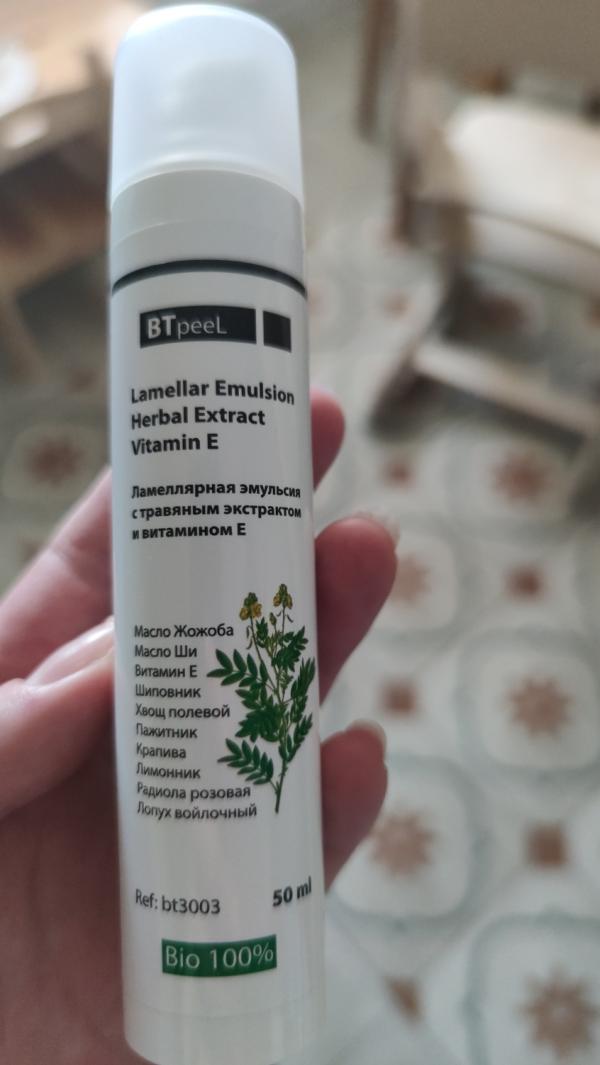 BTpeeL
Lamellar Emulsion
Herbal Extract
Vitamin E
Ламеллярная эмульсия
с травяным экстрактом
и витамином Е
Масло Жожоба
Масло Ши
Витамин Е
Шиповник
Хвощ полевой
Пажитник
Крапива
Лимонник
Радиола розовая
Лопух войлочный
Ref: bt3003
50 ml
Bio 100%